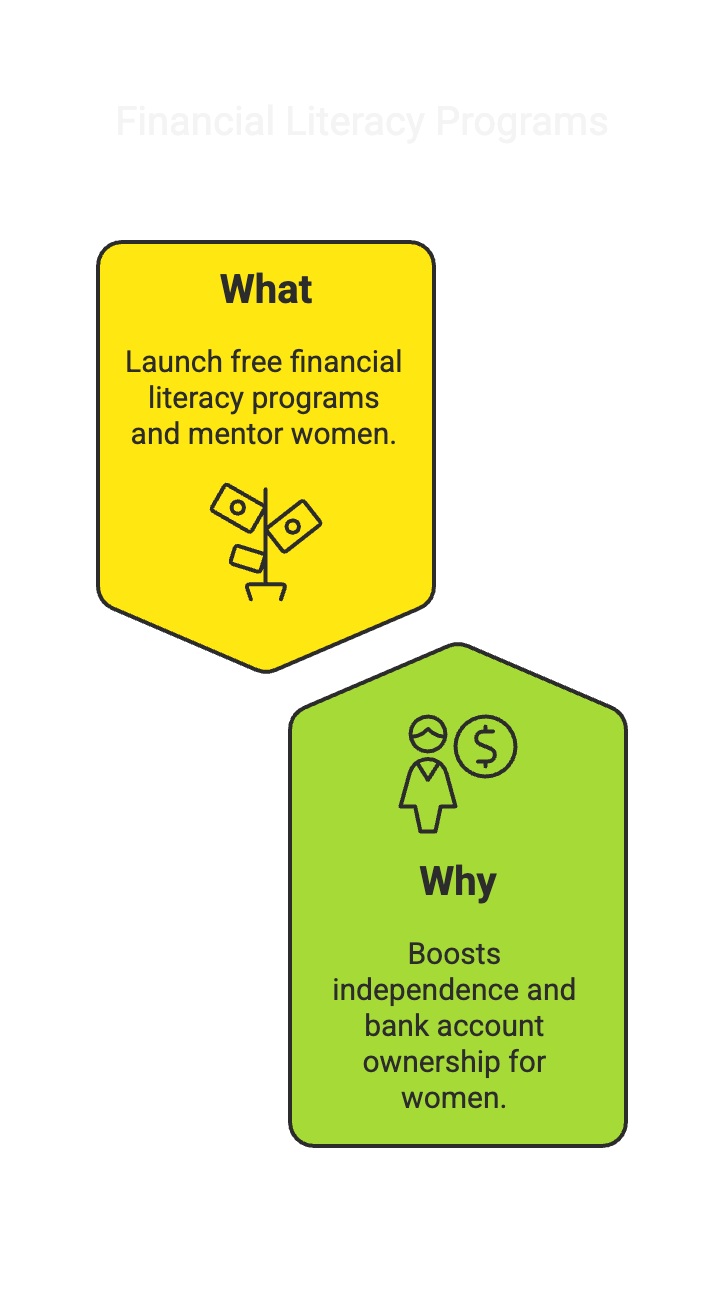 Financial Literacy Programs
What
Launch free financial
literacy programs
and mentor women.
$
Why
Boosts
independence and
bank account
ownership for
women.